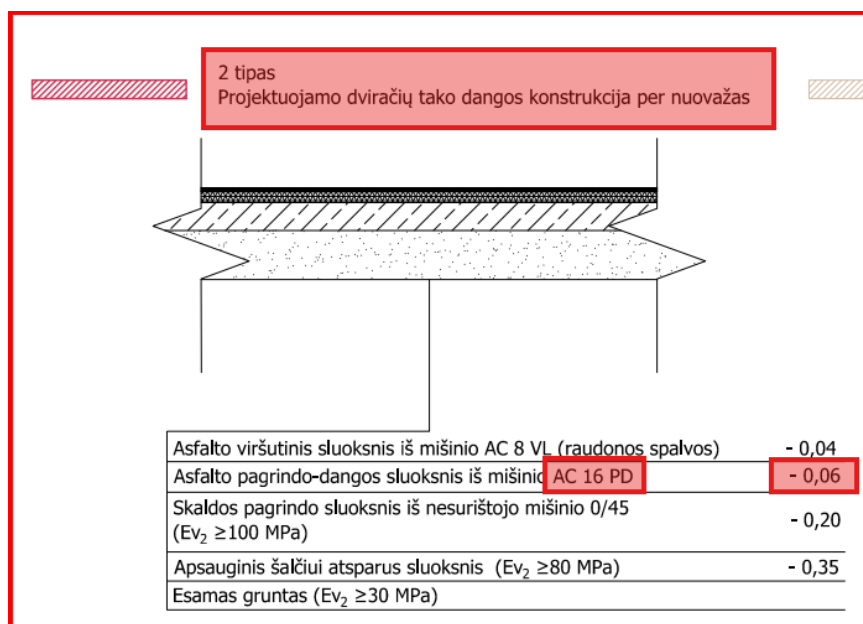 2 tipas
Projektuojamo dviračių tako dangos konstrukcija per nuovažas
Asfalto viršutinis sluoksnis iš mišinio AC 8 VL (raudonos spalvos) - 0,04
Asfalto pagrindo-dangos sluoksnis iš mišinio AC 16 PD - 0,06
Skaldos pagrindo sluoksnis iš nesurištojo mišinio 0/45
(Ev₂ ≥100 MPa) - 0,20
Apsauginis šalčiui atsparus sluoksnis (Ev₂ ≥80 MPa) - 0,35
Esamas gruntas (Ev₂ ≥30 MPa)